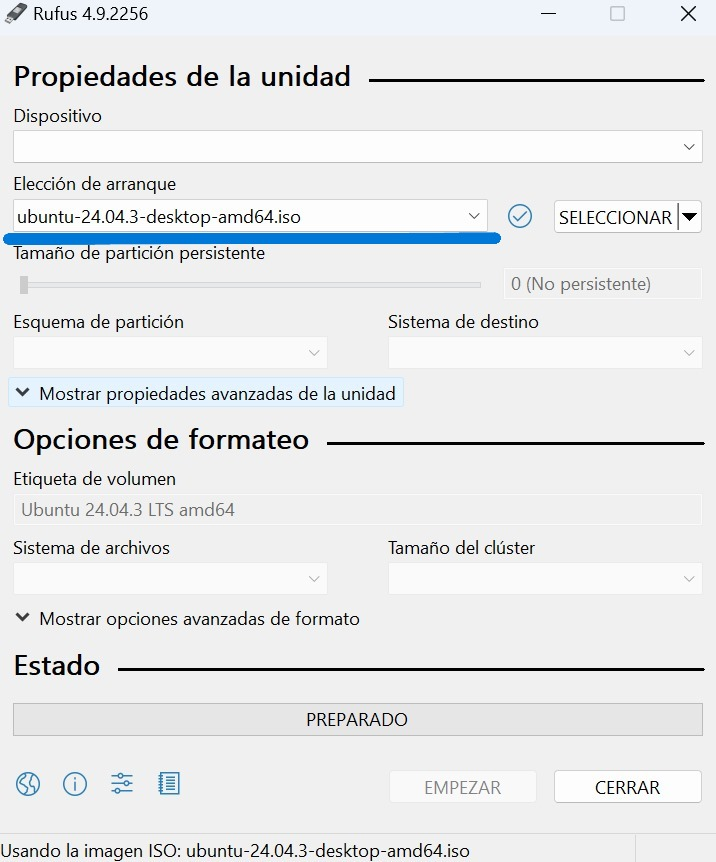 Rufus 4.9.2256
Propiedades de la unidad
Dispositivo
Elección de arranque
ubuntu-24.04.3-desktop-amd64.iso
SELECCIONAR
Tamaño de partición persistente
0 (No persistente)
Esquema de partición
Sistema de destino
Mostrar propiedades avanzadas de la unidad
Opciones de formateo
Etiqueta de volumen
Ubuntu 24.04.3 LTS amd64
Sistema de archivos
Tamaño del clúster
Mostrar opciones avanzadas de formato
Estado
PREPARADO
EMPEZAR
CERRAR
Usando la imagen ISO: ubuntu-24.04.3-desktop-amd64.iso